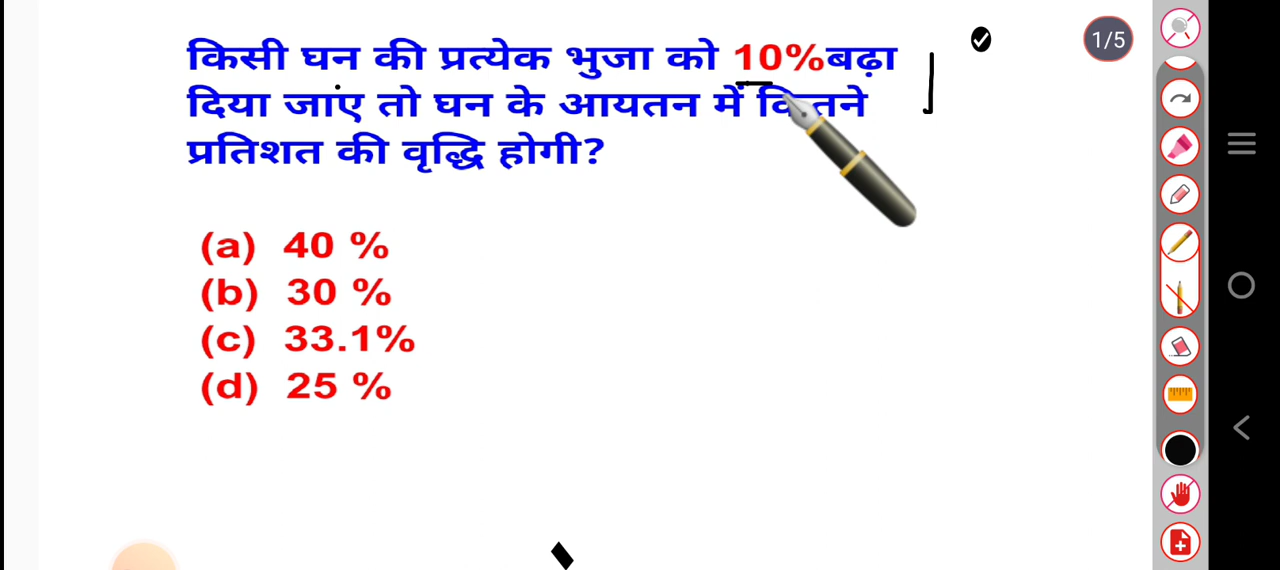 किसी घन की प्रत्येक भुजा को 10%बढ़ा
दिया जाए तो घन के आयतन में कितने
प्रतिशत की वृद्धि होगी?
(a) 40 %
(b) 30 %
(c) 33.1%
(d) 25 %
1/5